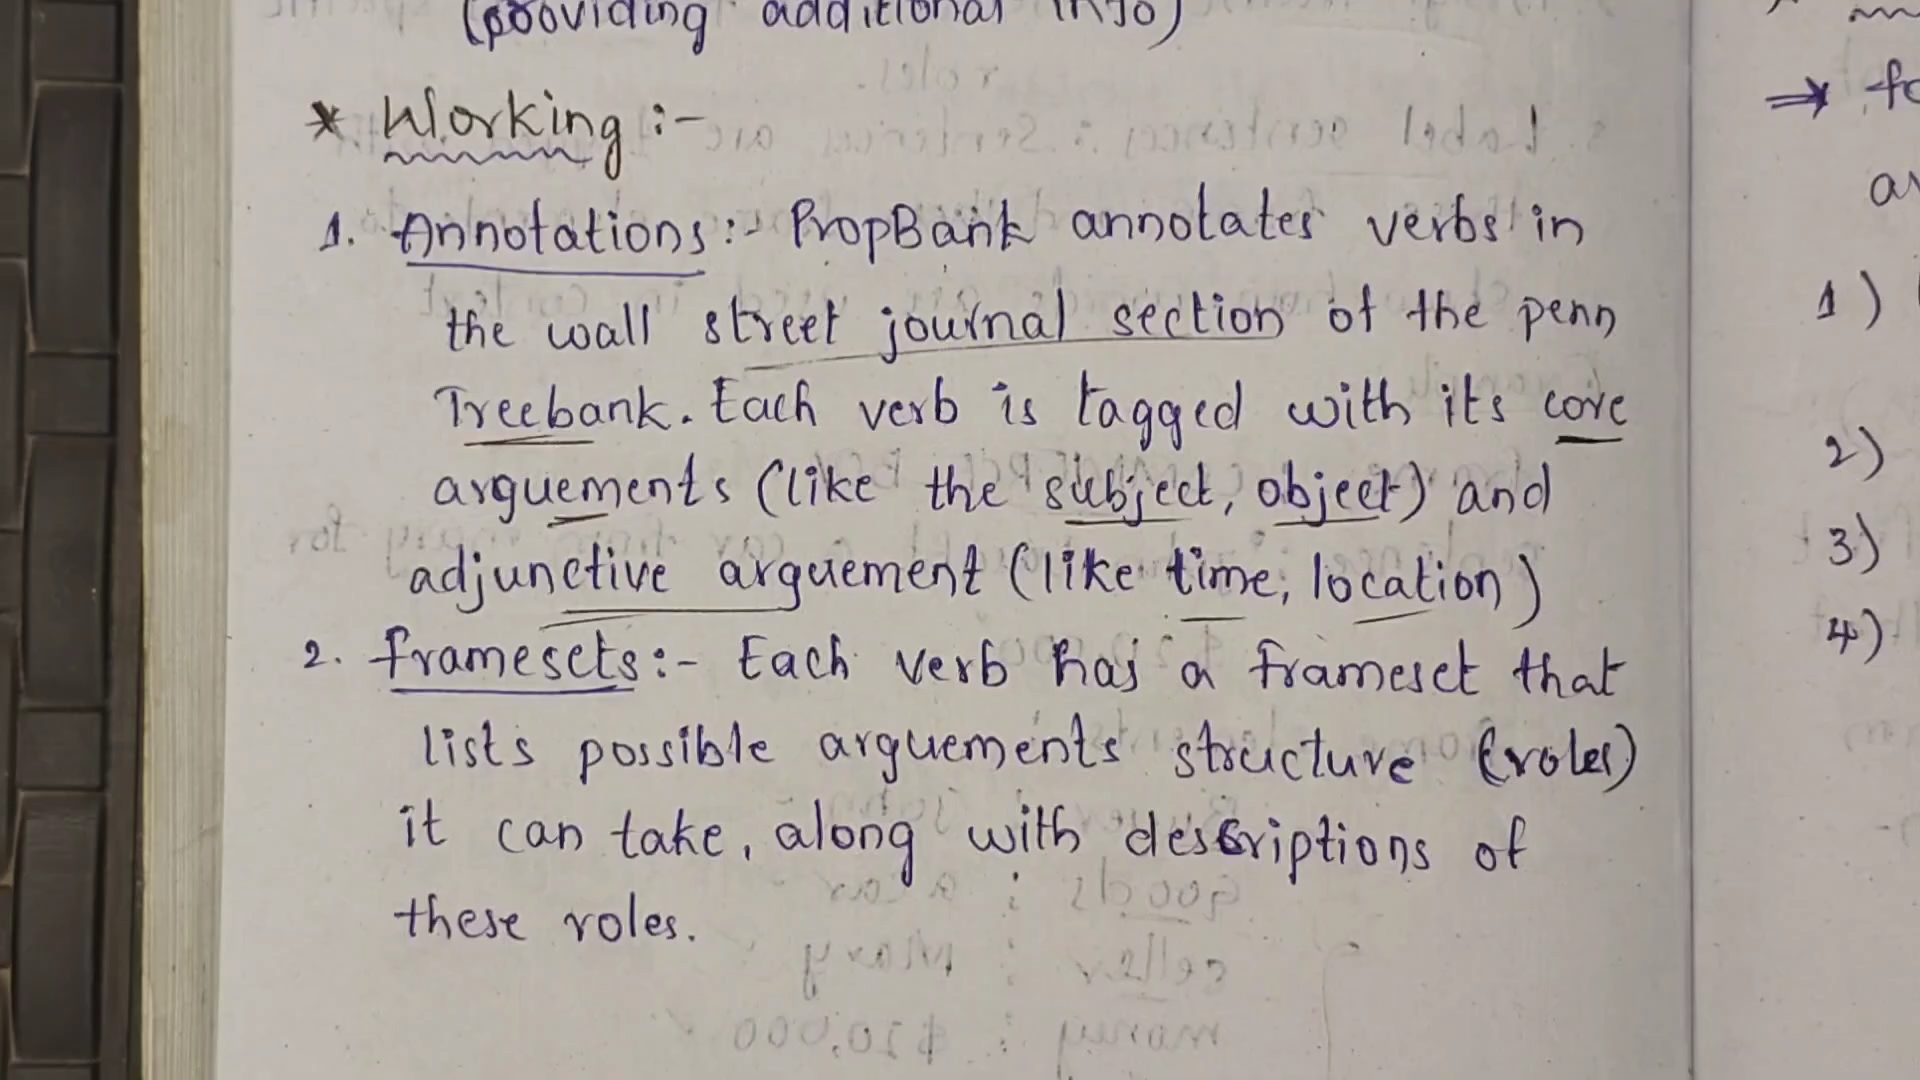 (providing additional info)
* Working :-
1. Annotations :- PropBank annotates verbs in
the wall street journal section of the penn
Treebank. Each verb is tagged with its core
arguements (like the subject, object) and
adjunctive arguement (like time, location)
2. framesets :- Each verb has a frameset that
lists possible arguements structure (roles)
it can take, along with descriptions of
these roles.
⇒ fo
1)
2)
3)
4)